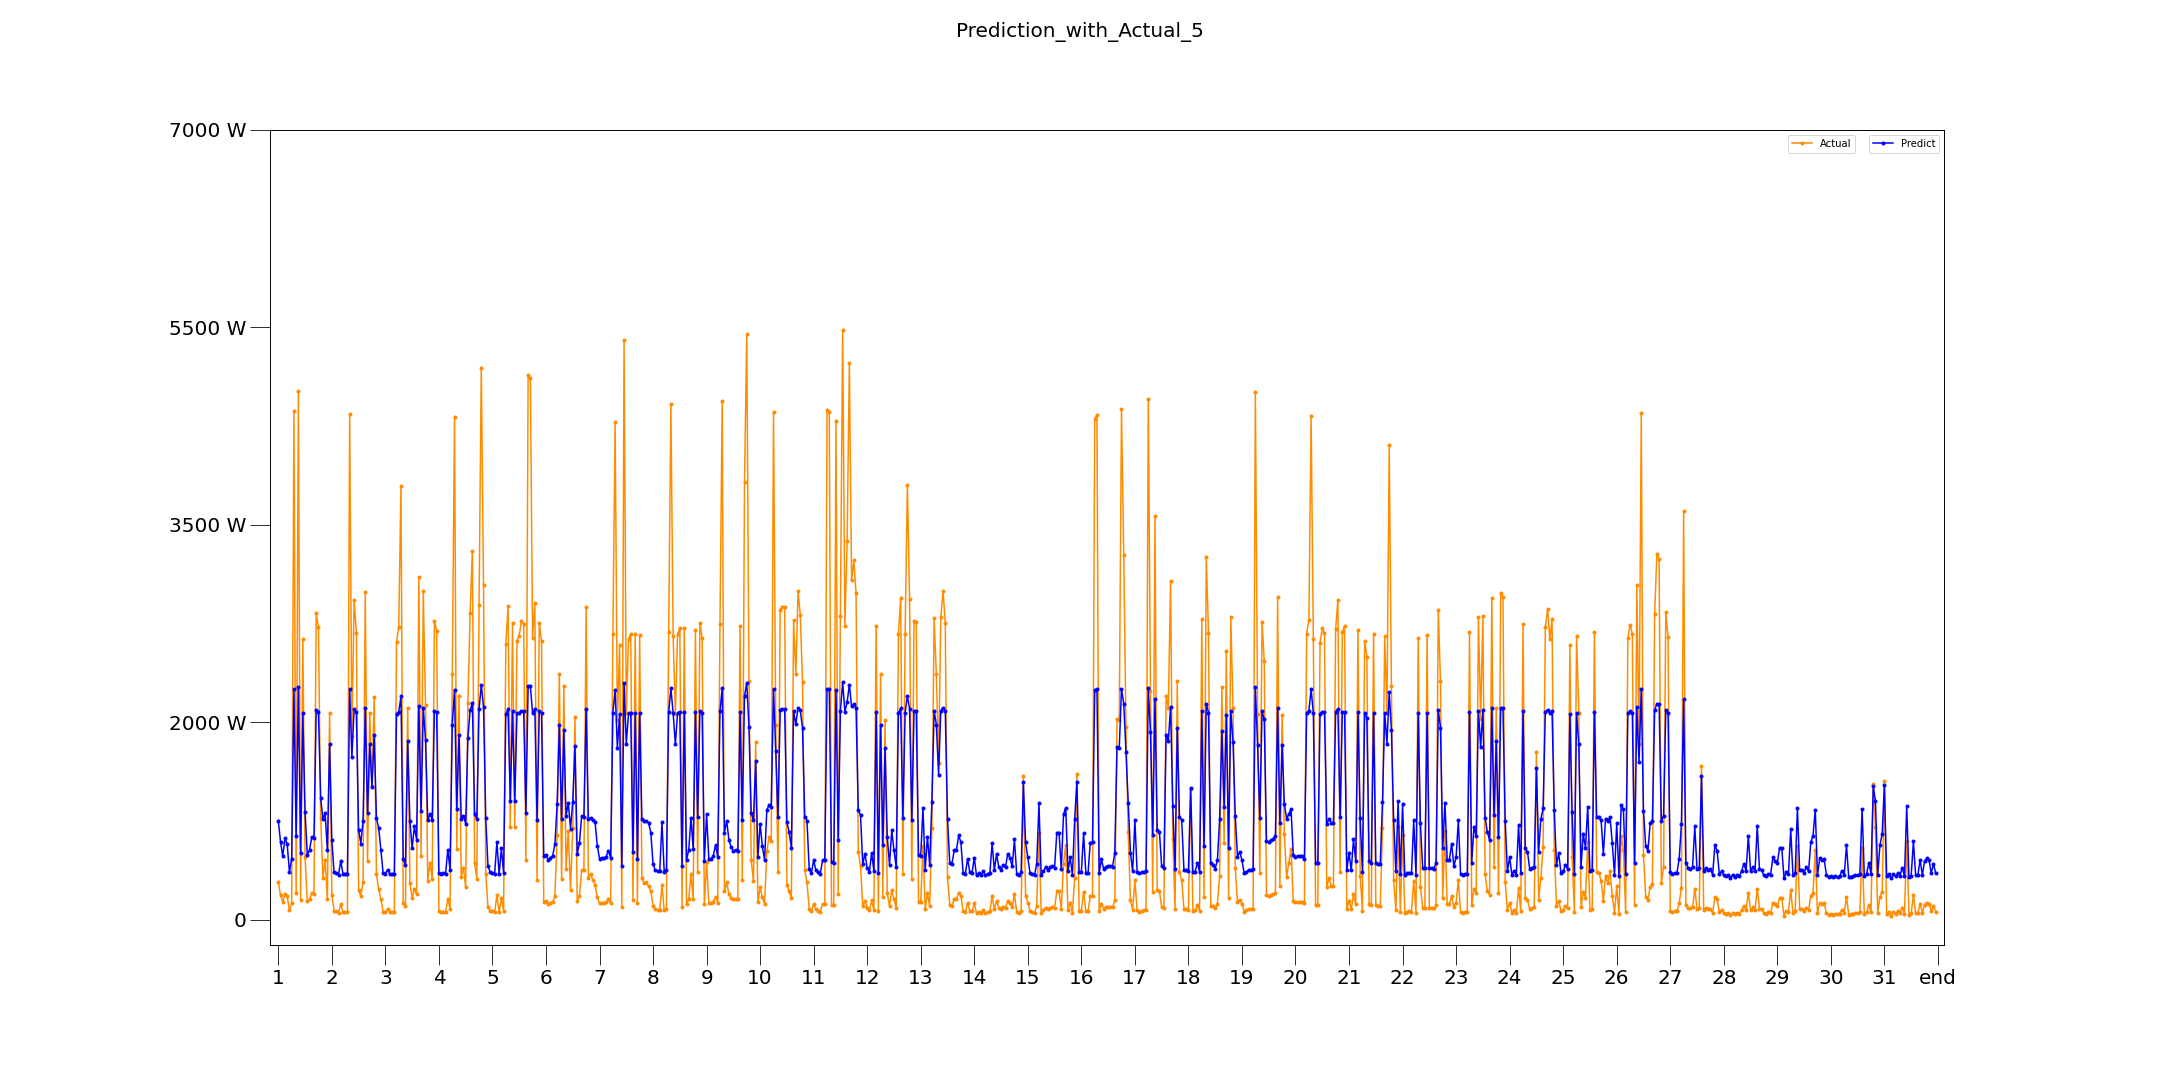 Prediction_with_Actual_5
7000 W
Actual Predict
5500 W
3500 W
2000 W
0
1 2 3 4 5 6 7 8 9 10 11 12 13 14 15 16 17 18 19 20 21 22 23 24 25 26 27 28 29 30 31 end